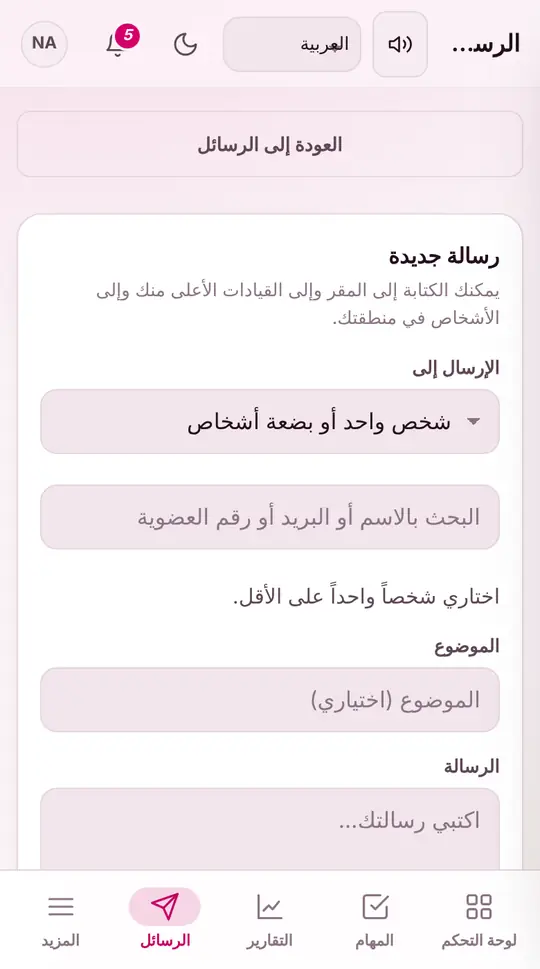 الرسـ...
العربية
5
NA
العودة إلى الرسائل
رسالة جديدة
يمكنك الكتابة إلى المقر وإلى القيادات الأعلى منك وإلى
الأشخاص في منطقتك.
الإرسال إلى
شخص واحد أو بضعة أشخاص
البحث بالاسم أو البريد أو رقم العضوية
اختاري شخصاً واحداً على الأقل.
الموضوع
الموضوع (اختياري)
الرسالة
اكتبي رسالتك...
لوحة التحكم
المهام
التقارير
الرسائل
المزيد